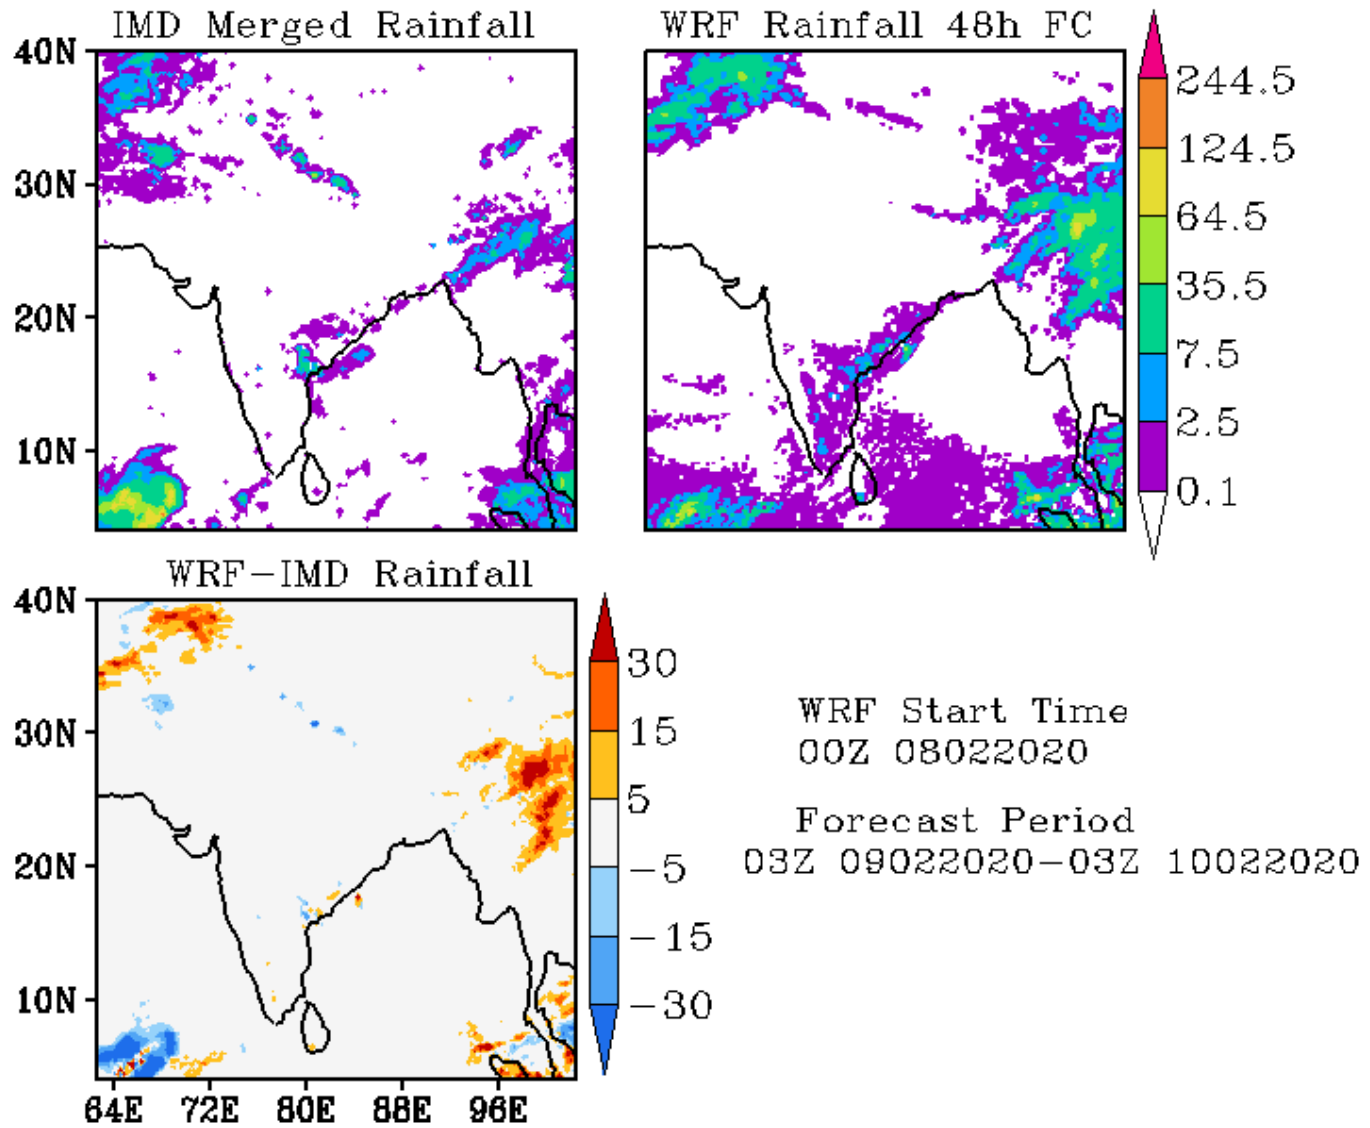 IMD Merged Rainfall
WRF Rainfall 48h FC
40N
30N
20N
10N
244.5
124.5
64.5
35.5
7.5
2.5
0.1
WRF-IMD Rainfall
40N
30N
20N
10N
64E 72E 80E 88E 96E
30
15
5
-5
-15
-30
WRF Start Time
00Z 08022020
Forecast Period
03Z 09022020-03Z 10022020